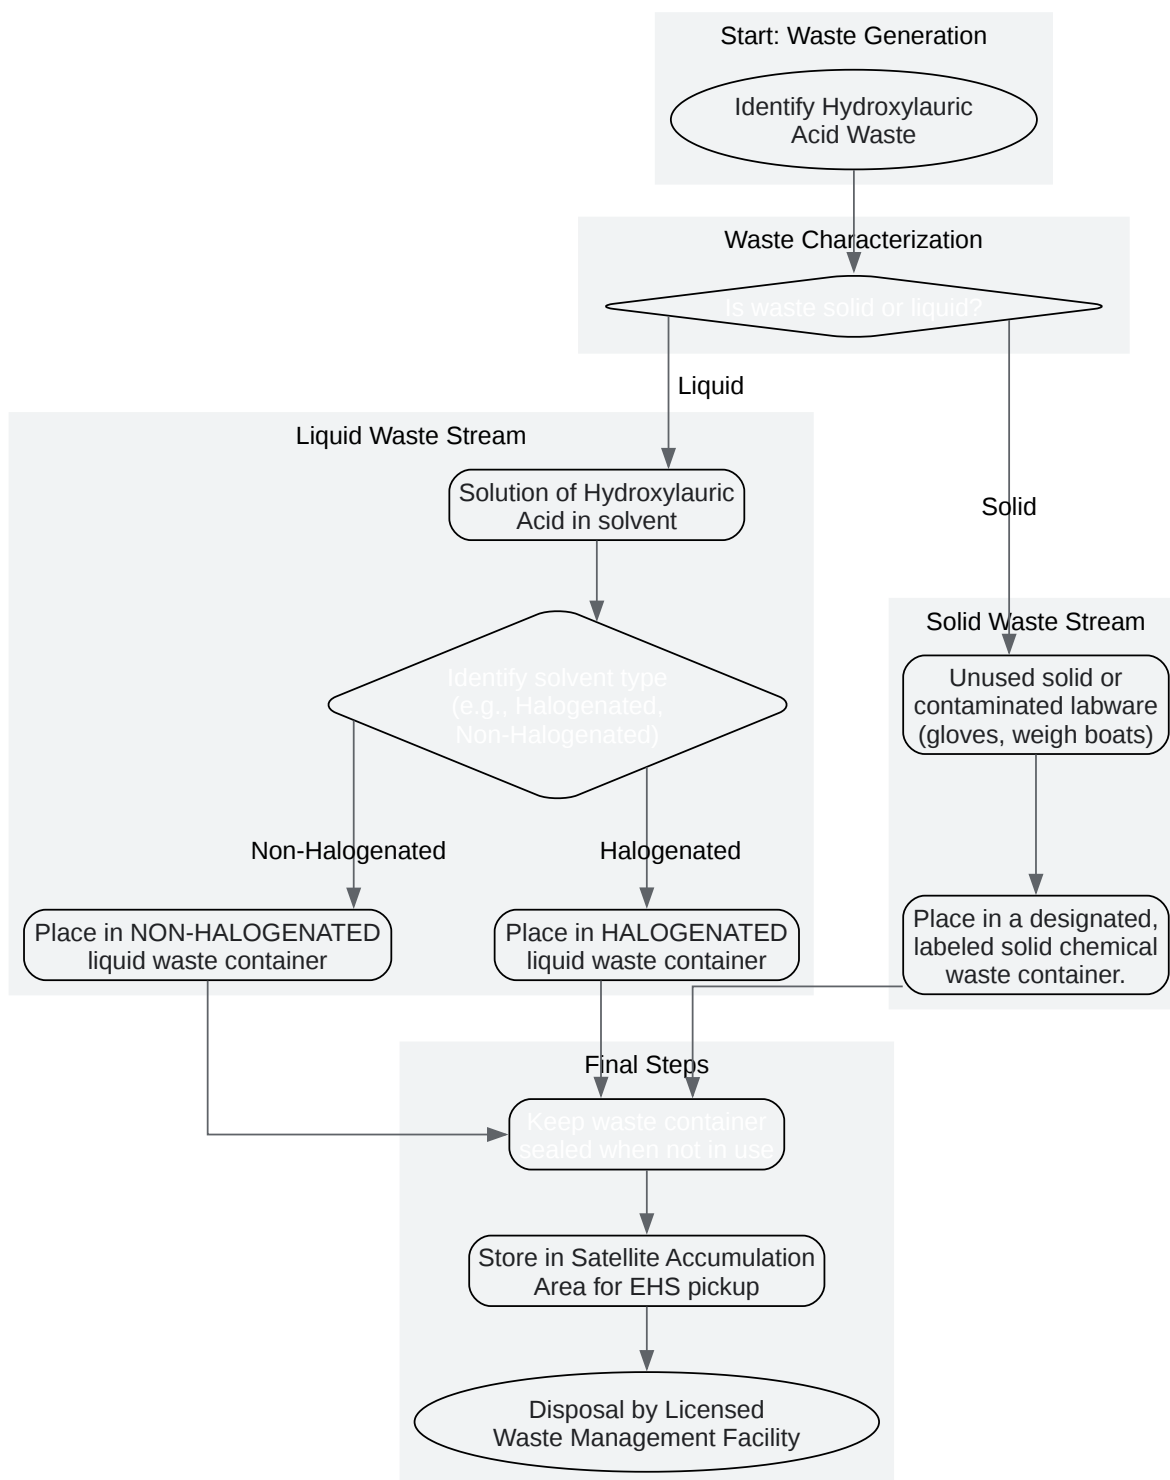 Start: Waste Generation
Identify Hydroxylauric
Acid Waste
Waste Characterization
Is waste solid or liquid?
Liquid
Liquid Waste Stream
Solution of Hydroxylauric
Acid in solvent
Solid
Solid Waste Stream
Unused solid or
contaminated labware
(gloves, weigh boats)
Identify solvent type
(e.g., Halogenated,
Non-Halogenated)
Non-Halogenated
Halogenated
Place in NON-HALOGENATED
liquid waste container
Place in HALOGENATED
liquid waste container
Place in a designated,
labeled solid chemical
waste container.
Final Steps
Keep waste container
sealed when not in use
Store in Satellite Accumulation
Area for EHS pickup
Disposal by Licensed
Waste Management Facility